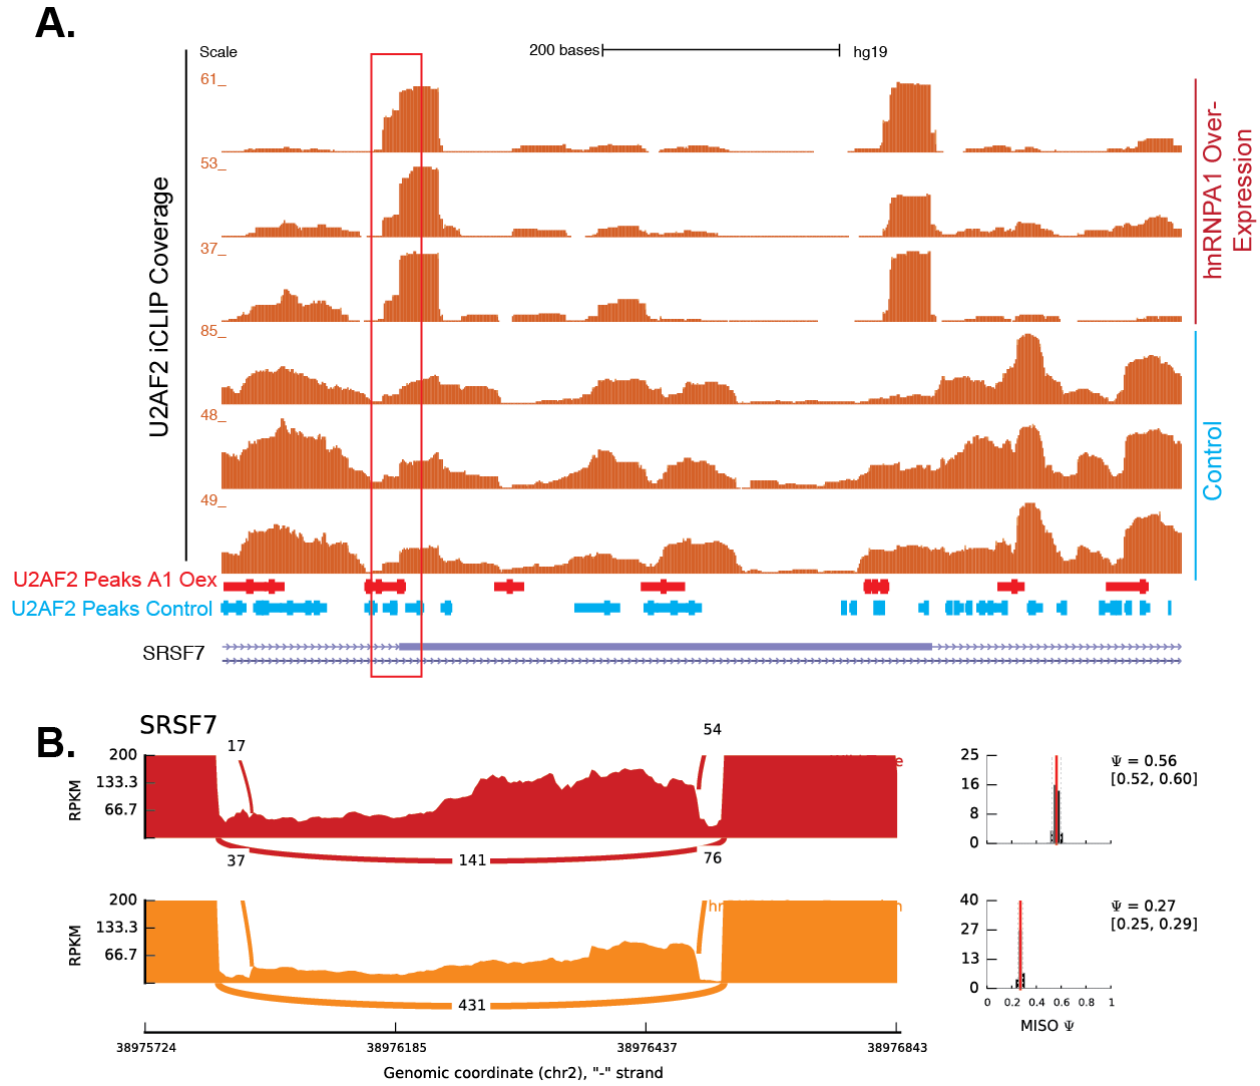 A.
Scale
200 bases
hg19
61_
53_
37_
85_
48_
49_
U2AF2 iCLIP Coverage
hnRNPA1 Over-
Expression
Control
U2AF2 Peaks A1 Oex
U2AF2 Peaks Control
SRSF7
B.
SRSF7
17
54
200
133.3
66.7
RPKM
37
141
76
25
16
8
0
Ψ = 0.56
[0.52, 0.60]
200
133.3
66.7
RPKM
431
40
27
13
0
Ψ = 0.27
[0.25, 0.29]
0 0.2 0.4 0.6 0.8 1
MISO Ψ
38975724
38976185
38976437
38976843
Genomic coordinate (chr2), "-" strand